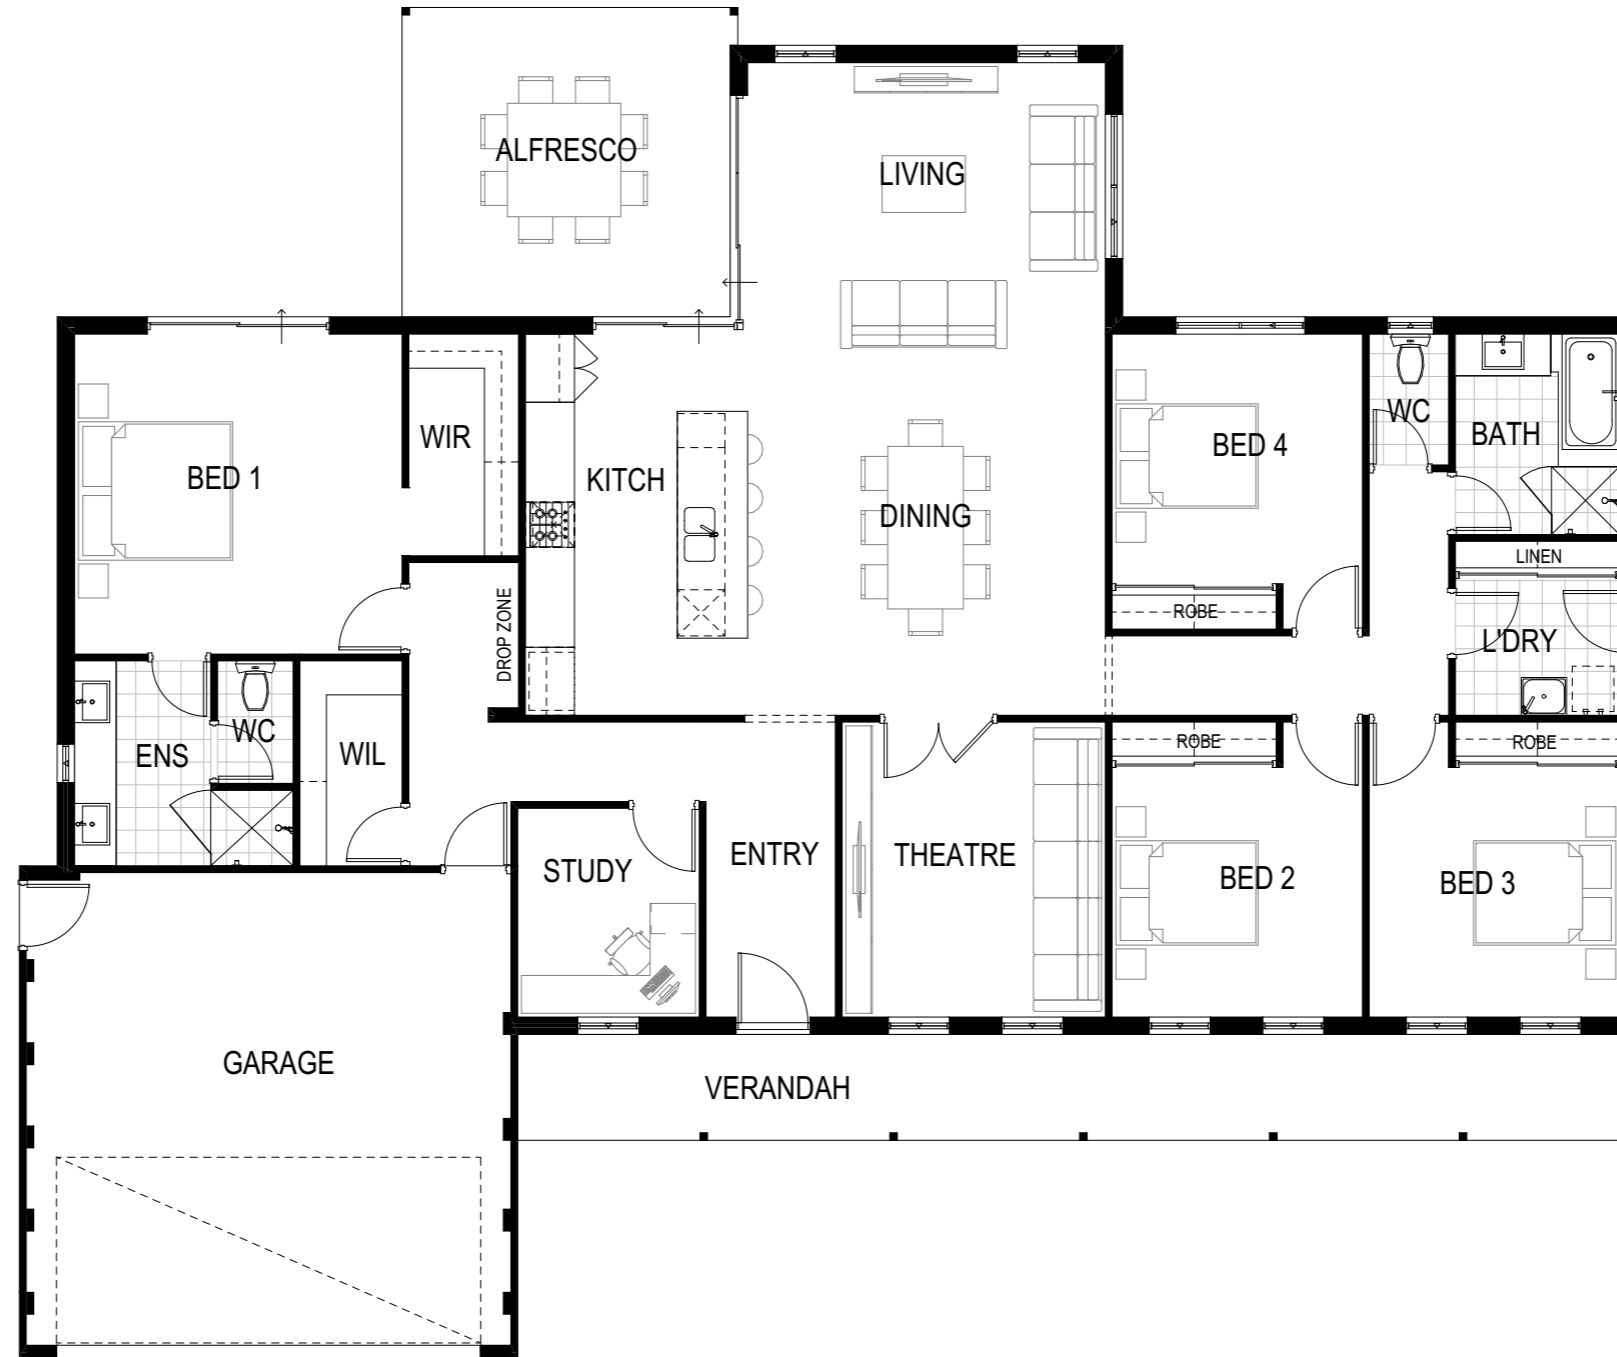 ALFRESCO
LIVING
WIR
BED 1
KITCH
DINING
BED 4
WC
BATH
LINEN
DROP ZONE
ROBE
L'DRY
WC
ENS
WIL
ROBE
ROBE
STUDY
ENTRY
THEATRE
BED 2
BED 3
GARAGE
VERANDAH